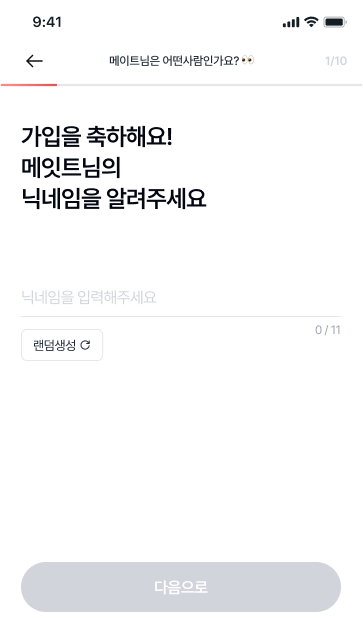 9:41
메이트님은 어떤사람인가요?👀
1/10
가입을 축하해요!
메잇트님의
닉네임을 알려주세요
닉네임을 입력해주세요
0 / 11
랜덤생성
다음으로